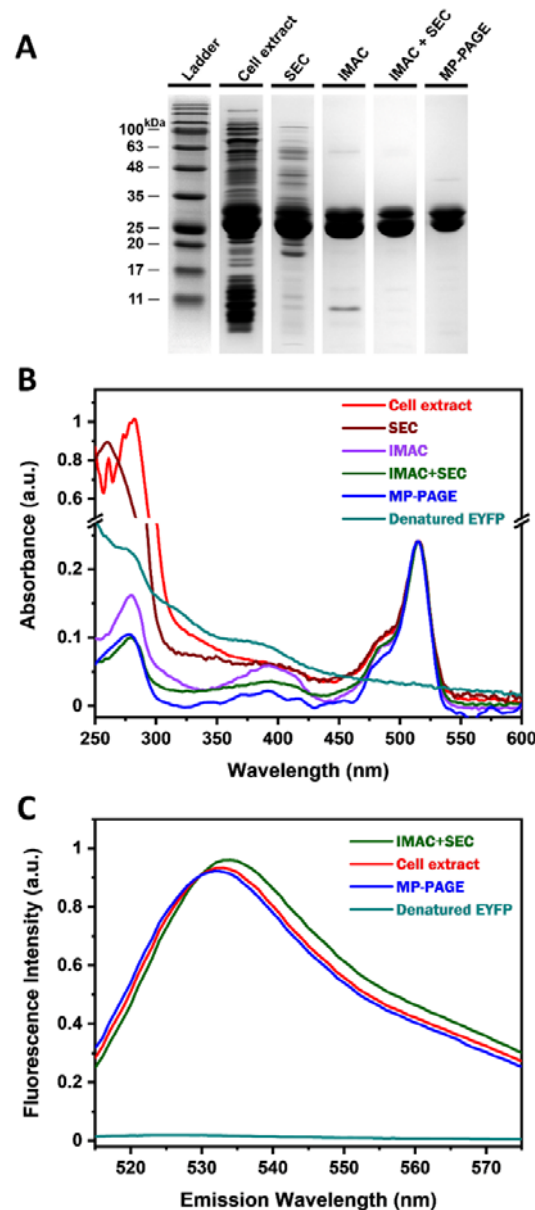 A
Ladder
Cell extract
SEC
IMAC
IMAC + SEC
MP-PAGE
kDa
100
63
48
35
25
20
17
11
B
Cell extract
SEC
IMAC
IMAC+SEC
MP-PAGE
Denatured EYFP
Absorbance (a.u.)
1
0.8
0.6
0.2
0.1
0
250 300 350 400 450 500 550 600
Wavelength (nm)
C
IMAC+SEC
Cell extract
MP-PAGE
Denatured EYFP
Fluorescence Intensity (a.u.)
1
0.8
0.6
0.4
0.2
0
520 530 540 550 560 570
Emission Wavelength (nm)